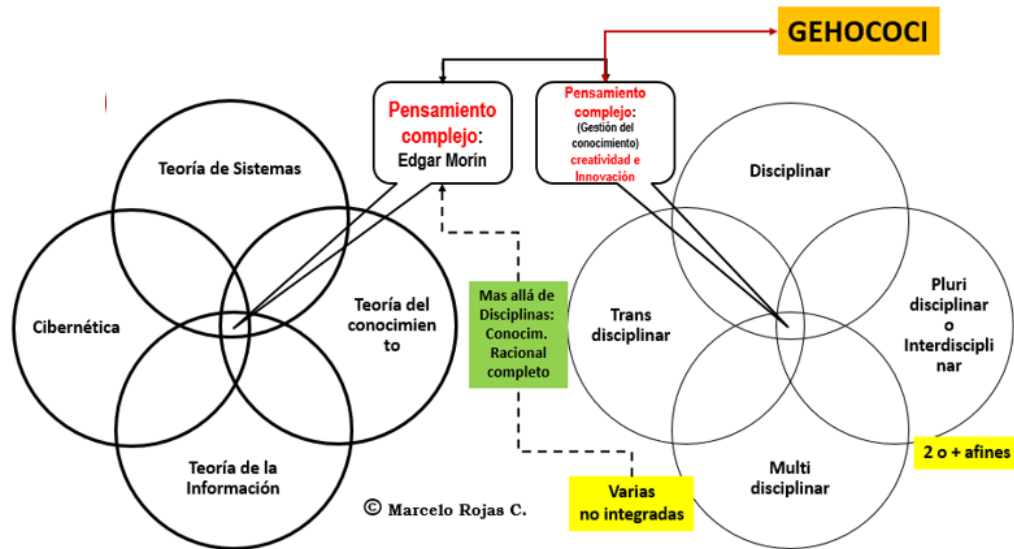 GEHOCOCI
Pensamiento
complejo:
Edgar Morin
Pensamiento
complejo:
(Gestión del
conocimiento)
creatividad e
Innovación
Teoría de Sistemas
Cibernética
Teoría del
conocimien
to
Teoría de la
Información
Mas allá de
Disciplinas:
Conocim.
Racional
completo
Disciplinar
Trans
disciplinar
Pluri
disciplinar
o
Interdiscipli
nar
Multi
disciplinar
2 o + afines
Varias
no integradas
© Marcelo Rojas C.